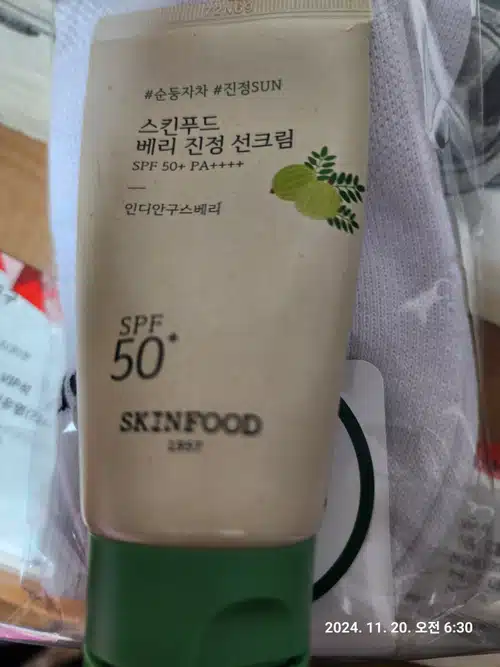 #순둥자차 #진정SUN
스킨푸드
베리 진정 선크림
SPF 50+ PA++++
인디안구스베리
SPF
50+
SKINFOOD
2024. 11. 20. 오전 6:30